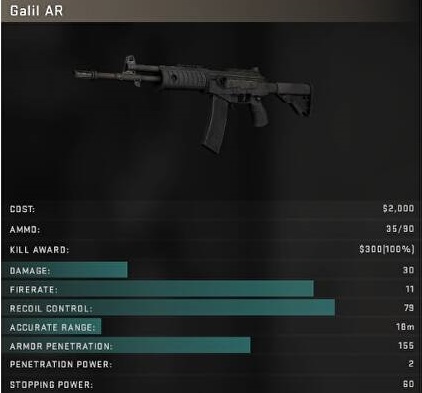 Galil AR
COST: $2,000
AMMO: 35/90
KILL AWARD: $300(100%)
DAMAGE: 30
FIRERATE: 11
RECOIL CONTROL: 79
ACCURATE RANGE: 16m
ARMOR PENETRATION: 155
PENETRATION POWER: 2
STOPPING POWER: 60